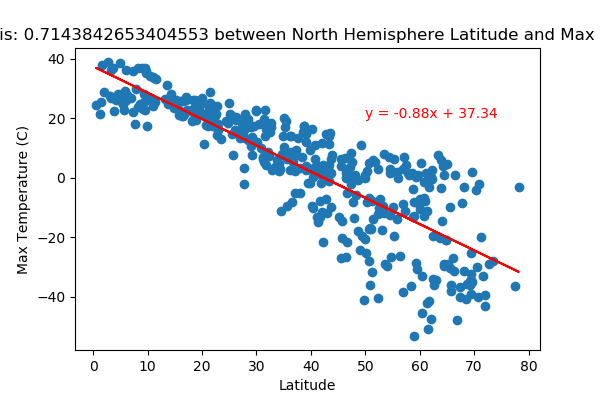 is: 0.7143842653404553 between North Hemisphere Latitude and Max
40
20
0
−20
−40
Max Temperature (C)
y = -0.88x + 37.34
0 10 20 30 40 50 60 70 80
Latitude